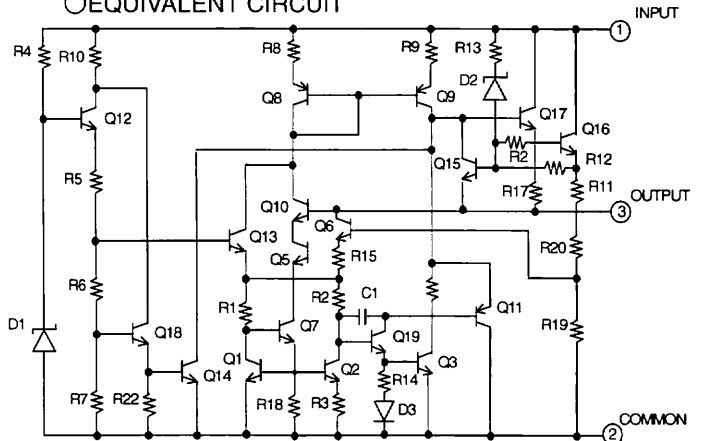 EQUIVALENT CIRCUIT
INPUT
1
R4
R10
R8
R9
R13
D2
Q8
Q9
Q17
Q16
Q12
Q15
R2
R12
R11
R5
R17
OUTPUT
3
Q10
Q6
Q13
Q5
R15
R20
R6
R2
C1
R1
Q11
R19
D1
Q18
Q7
Q19
Q1
Q14
Q2
Q3
R14
R7
R22
R18
R3
D3
COMMON
2